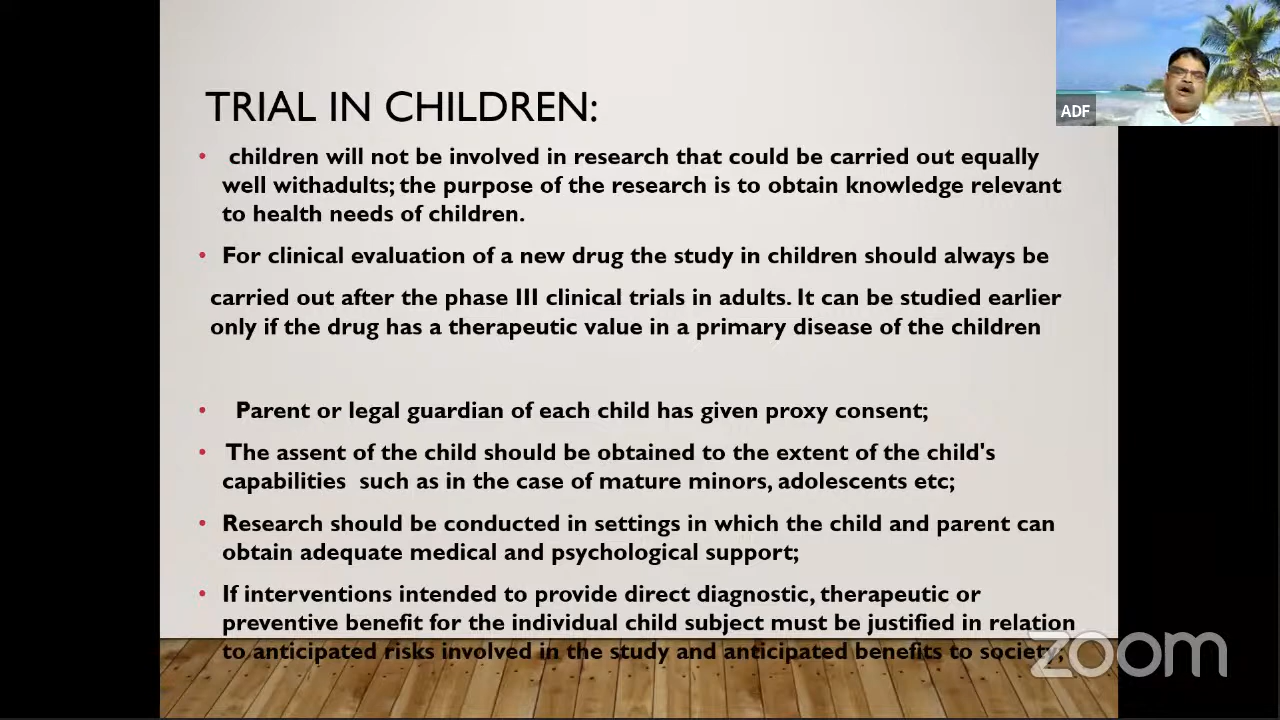 TRIAL IN CHILDREN:
ADF
• children will not be involved in research that could be carried out equally
well withadults; the purpose of the research is to obtain knowledge relevant
to health needs of children.
• For clinical evaluation of a new drug the study in children should always be
carried out after the phase III clinical trials in adults. It can be studied earlier
only if the drug has a therapeutic value in a primary disease of the children
• Parent or legal guardian of each child has given proxy consent;
• The assent of the child should be obtained to the extent of the child's
capabilities such as in the case of mature minors, adolescents etc;
• Research should be conducted in settings in which the child and parent can
obtain adequate medical and psychological support;
• If interventions intended to provide direct diagnostic, therapeutic or
preventive benefit for the individual child subject must be justified in relation
to anticipated risks involved in the study and anticipated benefits to society;
zoom